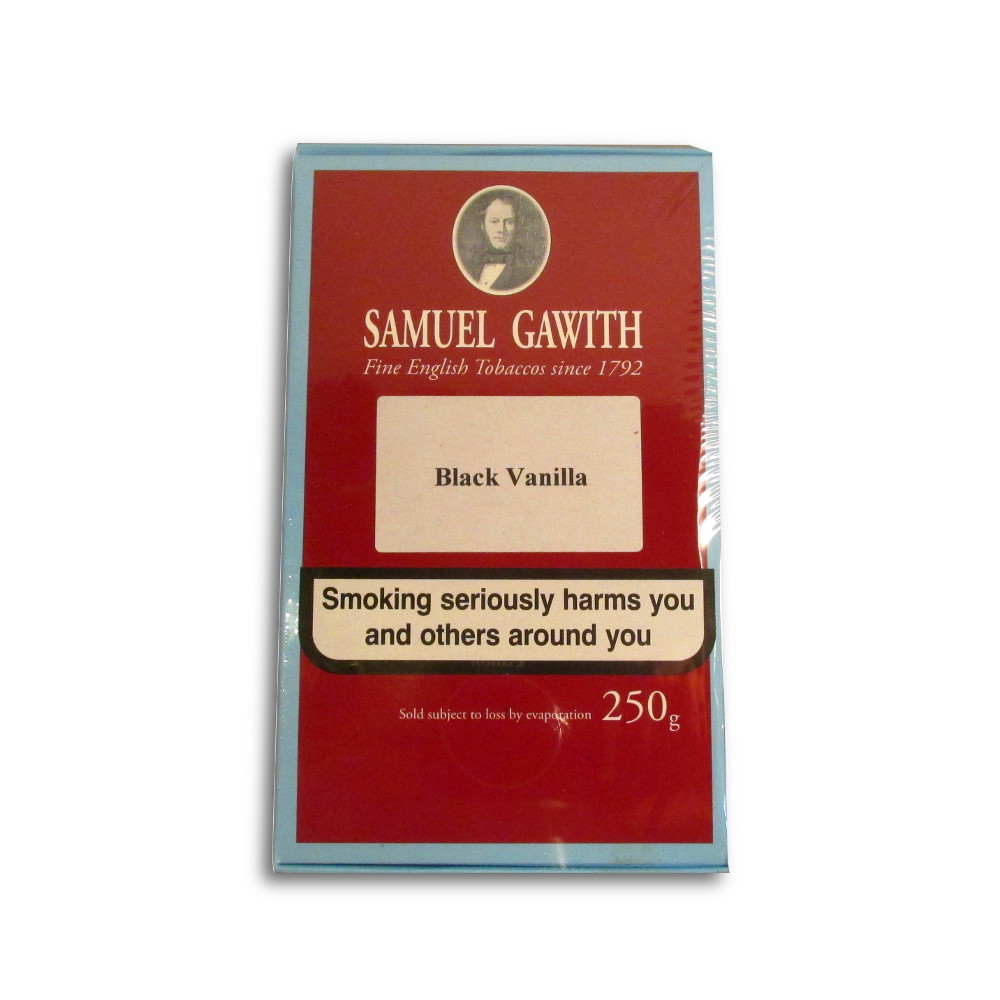 SAMUEL GAWITH
Fine English Tobaccos since 1792
Black Vanilla
Smoking seriously harms you
and others around you
Sold subject to loss by evaporation 250g